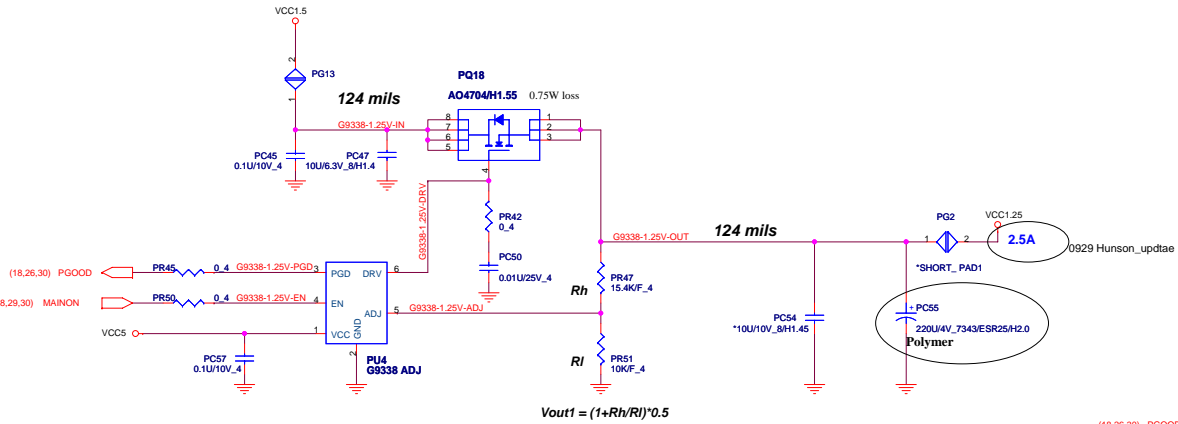 VCC1.5
2
PG13
1
124 mils
PQ18
AO4704/H1.55
0.75W loss
G9338-1.25V-IN
8
7
6
5
1
2
3
4
PC45
0.1U/10V_4
PC47
10U/6.3V_8/H1.4
G9338-1.25V-DRV
PR42
0_4
PC50
0.01U/25V_4
G9338-1.25V-OUT
124 mils
PG2
1
2
VCC1.25
2.5A
0929 Hunson_updtae
*SHORT_ PAD1
(18,26,30) PGOOD
PR45
0_4
G9338-1.25V-PGD
3
PGD
DRV
6
8,29,30) MAINON
PR50
0_4
G9338-1.25V-EN
4
EN
ADJ
5
G9338-1.25V-ADJ
VCC5
1
VCC
GND
2
PC57
0.1U/10V_4
PU4
G9338 ADJ
Rh
PR47
15.4K/F_4
Rl
PR51
10K/F_4
PC54
*10U/10V_8/H1.45
+
PC55
220U/4V_7343/ESR25/H2.0
Polymer
Vout1 = (1+Rh/Rl)*0.5